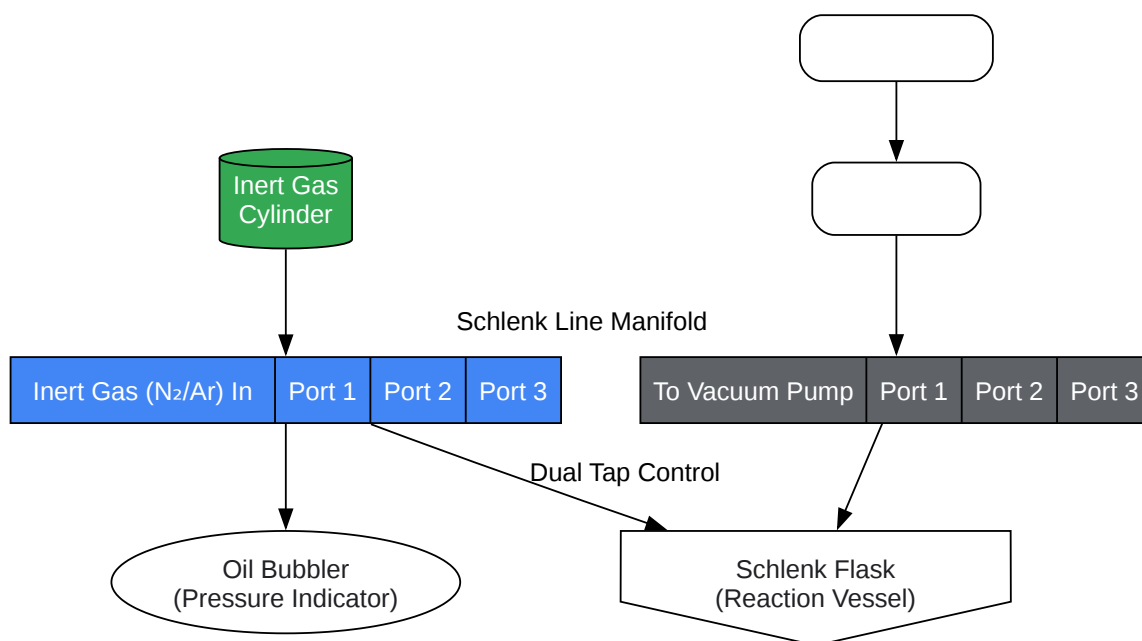 Inert Gas
Cylinder
Schlenk Line Manifold
Inert Gas (N₂/Ar) In
Port 1
Port 2
Port 3
To Vacuum Pump
Port 1
Port 2
Port 3
Dual Tap Control
Oil Bubbler
(Pressure Indicator)
Schlenk Flask
(Reaction Vessel)